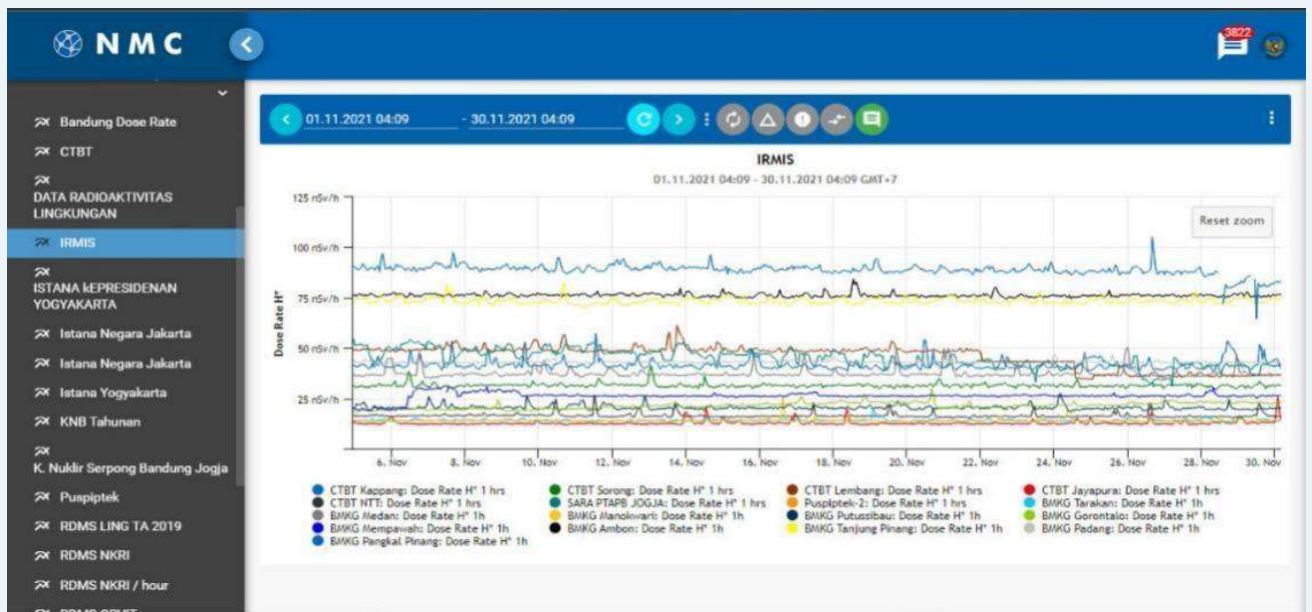 NMC
3822
Bandung Dose Rate
CTBT
DATA RADIOAKTIVITAS
LINGKUNGAN
IRMIS
ISTANA kEPRESIDENAN
YOGYAKARTA
Istana Negara Jakarta
Istana Negara Jakarta
Istana Yogyakarta
KNB Tahunan
K. Nuklir Serpong Bandung Jogja
Puspiptek
RDMS LING TA 2019
RDMS NKRI
RDMS NKRI / hour
01.11.2021 04:09 - 30.11.2021 04:09
IRMIS
01.11.2021 04:09 - 30.11.2021 04:09 GMT+7
Reset zoom
Dose Rate H*
125 nSv/h
100 nSv/h
75 nSv/h
50 nSv/h
25 nSv/h
6. Nov 8. Nov 10. Nov 12. Nov 14. Nov 16. Nov 18. Nov 20. Nov 22. Nov 24. Nov 26. Nov 28. Nov 30. Nov
CTBT Kappang: Dose Rate H* 1 hrs CTBT Sorong: Dose Rate H* 1 hrs CTBT Lembang: Dose Rate H* 1 hrs CTBT Jayapura: Dose Rate H* 1 hrs
CTBT NTT: Dose Rate H* 1 hrs SARA PTAPB JOGJA: Dose Rate H* 1 hrs Puspiptek-2: Dose Rate H* 1 hrs BMKG Tarakan: Dose Rate H* 1h
BMKG Medan: Dose Rate H* 1h BMKG Manokwari: Dose Rate H* 1h BMKG Putussibau: Dose Rate H* 1h BMKG Gorontalo: Dose Rate H* 1h
BMKG Mempawah: Dose Rate H* 1h BMKG Ambon: Dose Rate H* 1h BMKG Tanjung Pinang: Dose Rate H* 1h BMKG Padang: Dose Rate H* 1h
BMKG Pangkal Pinang: Dose Rate H* 1h